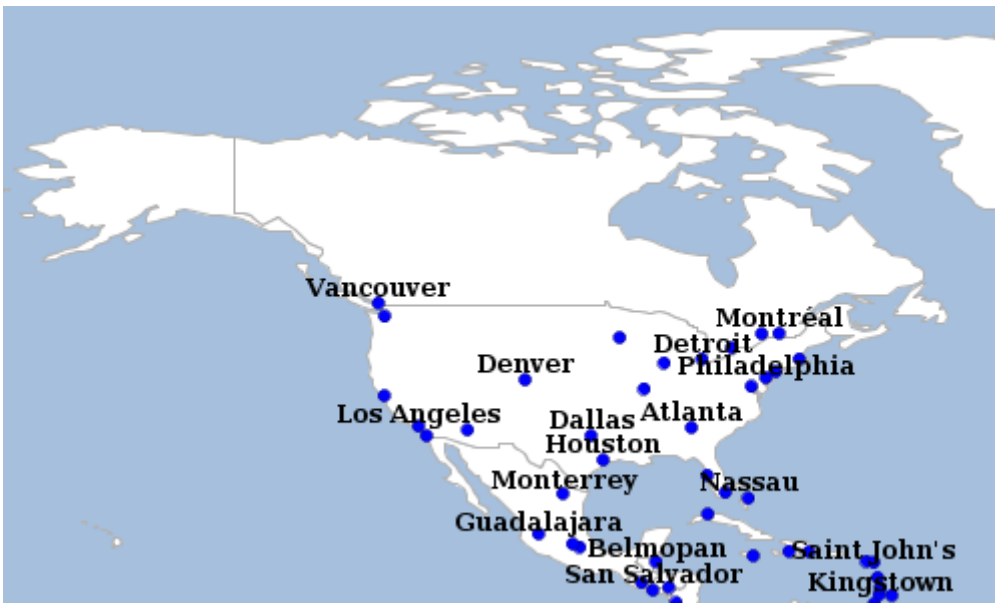 Vancouver
Montréal
Detroit
Denver
Philadelphia
Los Angeles
Dallas
Atlanta
Houston
Monterrey
Nassau
Guadalajara
Belmopan
Saint John's
San Salvador
Kingstown